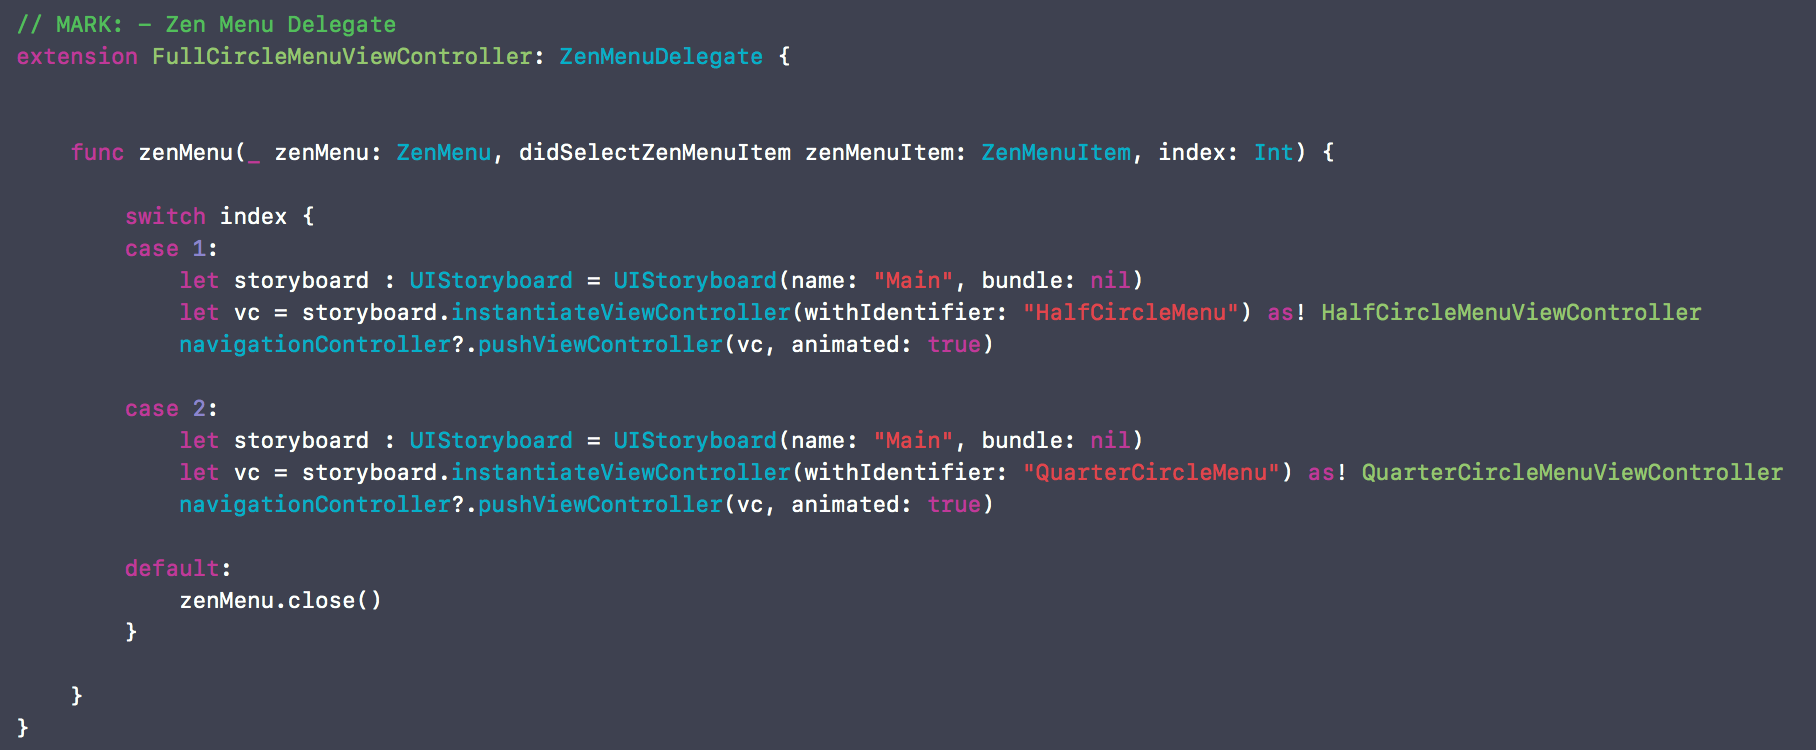 // MARK: - Zen Menu Delegate
extension FullCircleMenuViewController: ZenMenuDelegate {
func zenMenu(_ zenMenu: ZenMenu, didSelectZenMenuItem zenMenuItem: ZenMenuItem, index: Int) {
switch index {
case 1:
let storyboard : UIStoryboard = UIStoryboard(name: "Main", bundle: nil)
let vc = storyboard.instantiateViewController(withIdentifier: "HalfCircleMenu") as! HalfCircleMenuViewController
navigationController?.pushViewController(vc, animated: true)
case 2:
let storyboard : UIStoryboard = UIStoryboard(name: "Main", bundle: nil)
let vc = storyboard.instantiateViewController(withIdentifier: "QuarterCircleMenu") as! QuarterCircleMenuViewController
navigationController?.pushViewController(vc, animated: true)
default:
zenMenu.close()
}
}
}